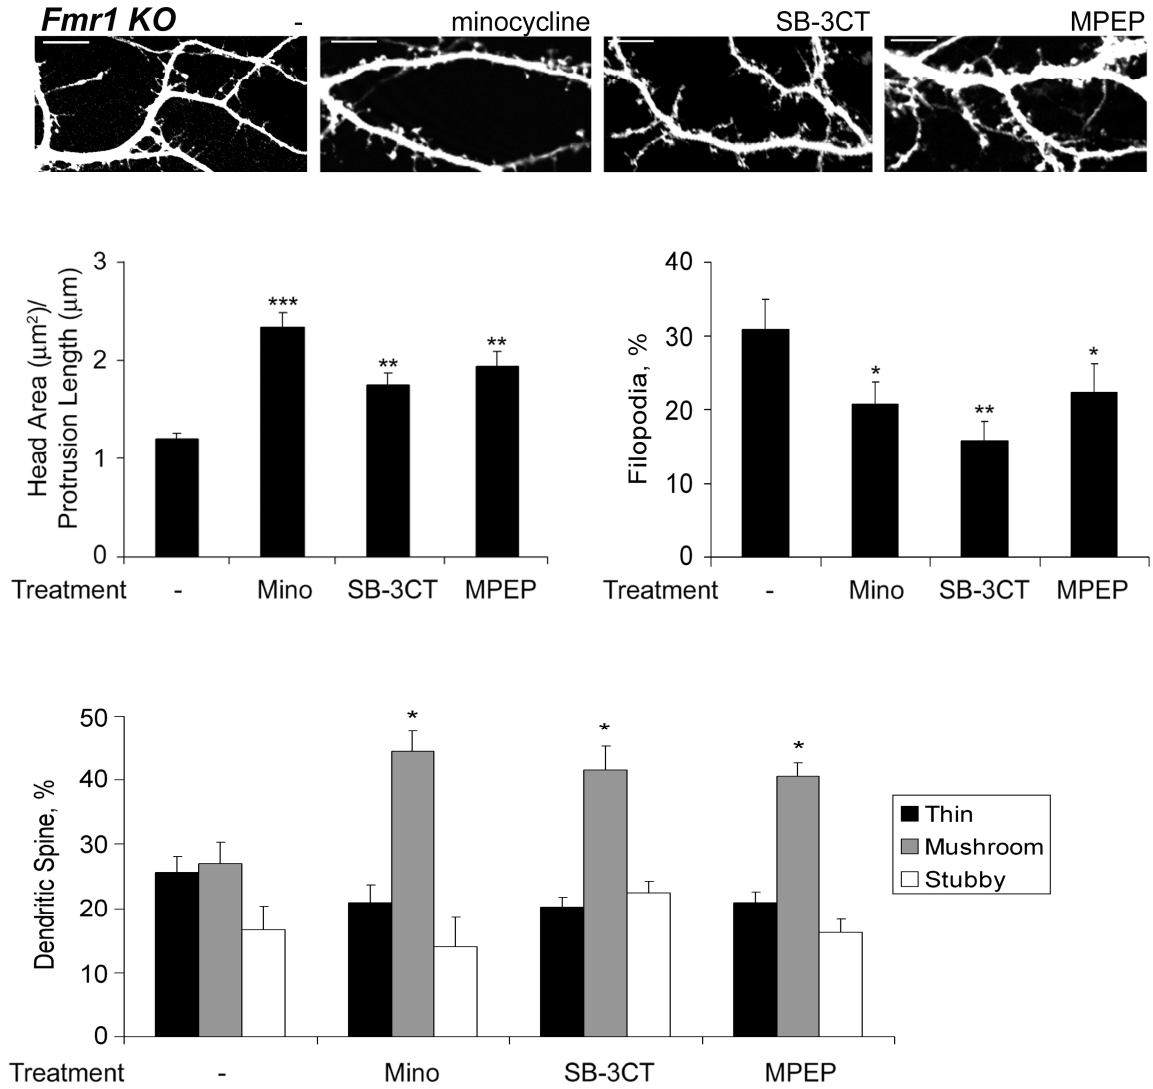 Fmr1 KO - minocycline SB-3CT MPEP
Head Area (μm²)/
Protrusion Length (μm)
3
2
1
0
***
**
**
Treatment - Mino SB-3CT MPEP
Filopodia, %
40
30
20
10
0
*
**
*
Treatment - Mino SB-3CT MPEP
Dendritic Spine, %
50
40
30
20
10
0
*
*
*
Thin
Mushroom
Stubby
Treatment - Mino SB-3CT MPEP